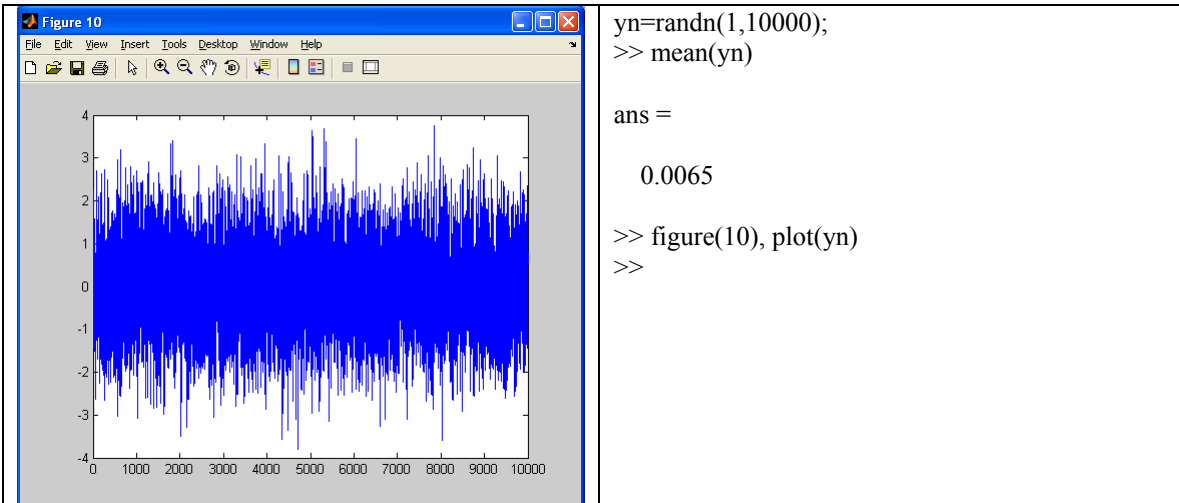 Figure 10
File Edit View Insert Tools Desktop Window Help
4
3
2
1
0
-1
-2
-3
-4
0 1000 2000 3000 4000 5000 6000 7000 8000 9000 10000
yn=randn(1,10000);
>> mean(yn)
ans =
0.0065
>> figure(10), plot(yn)
>>